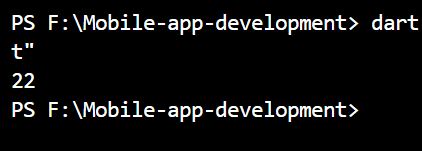 PS F:\Mobile-app-development> dart
t"
22
PS F:\Mobile-app-development>